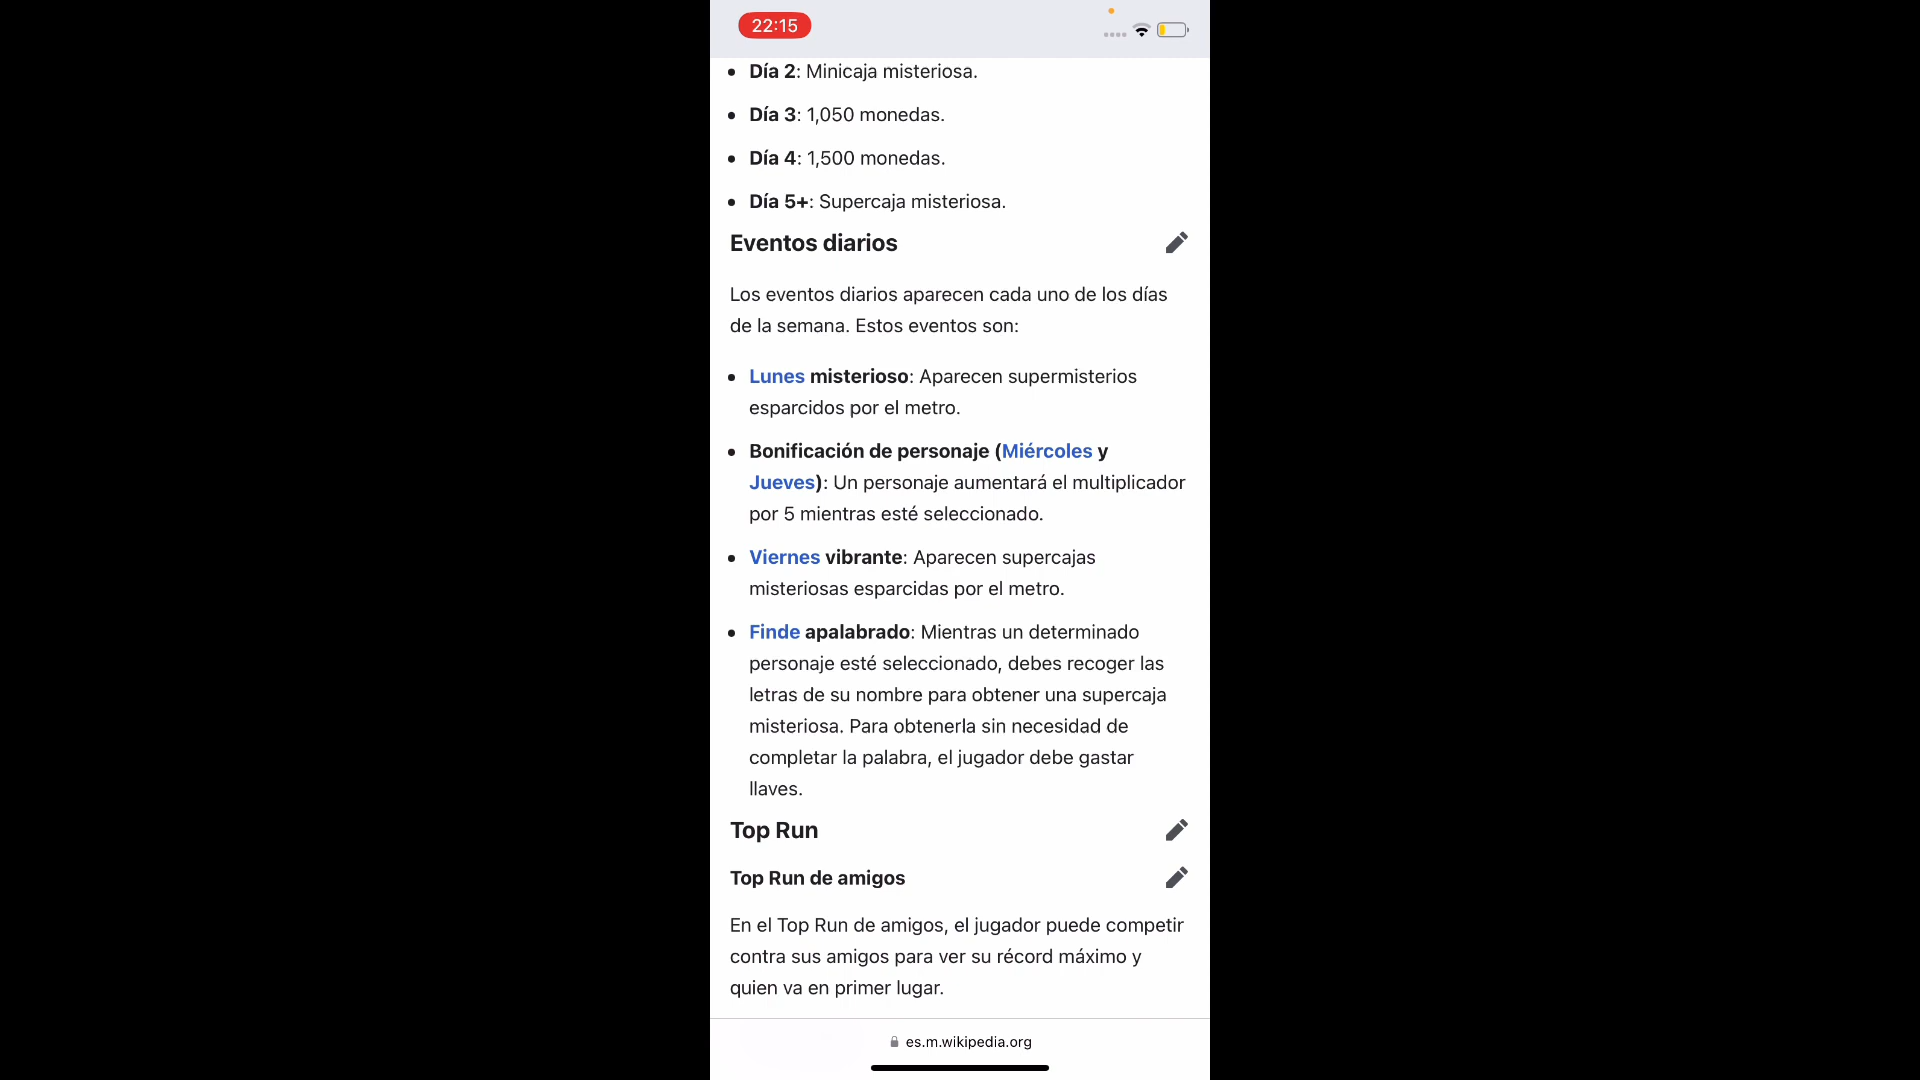 22:15
Día 2: Minicaja misteriosa.
Día 3: 1,050 monedas.
Día 4: 1,500 monedas.
Día 5+: Supercaja misteriosa.
Eventos diarios
Los eventos diarios aparecen cada uno de los días
de la semana. Estos eventos son:
Lunes misterioso: Aparecen supermisterios
esparcidos por el metro.
Bonificación de personaje (Miércoles y
Jueves): Un personaje aumentará el multiplicador
por 5 mientras esté seleccionado.
Viernes vibrante: Aparecen supercajas
misteriosas esparcidas por el metro.
Finde apalabrado: Mientras un determinado
personaje esté seleccionado, debes recoger las
letras de su nombre para obtener una supercaja
misteriosa. Para obtenerla sin necesidad de
completar la palabra, el jugador debe gastar
llaves.
Top Run
Top Run de amigos
En el Top Run de amigos, el jugador puede competir
contra sus amigos para ver su récord máximo y
quien va en primer lugar.
es.m.wikipedia.org